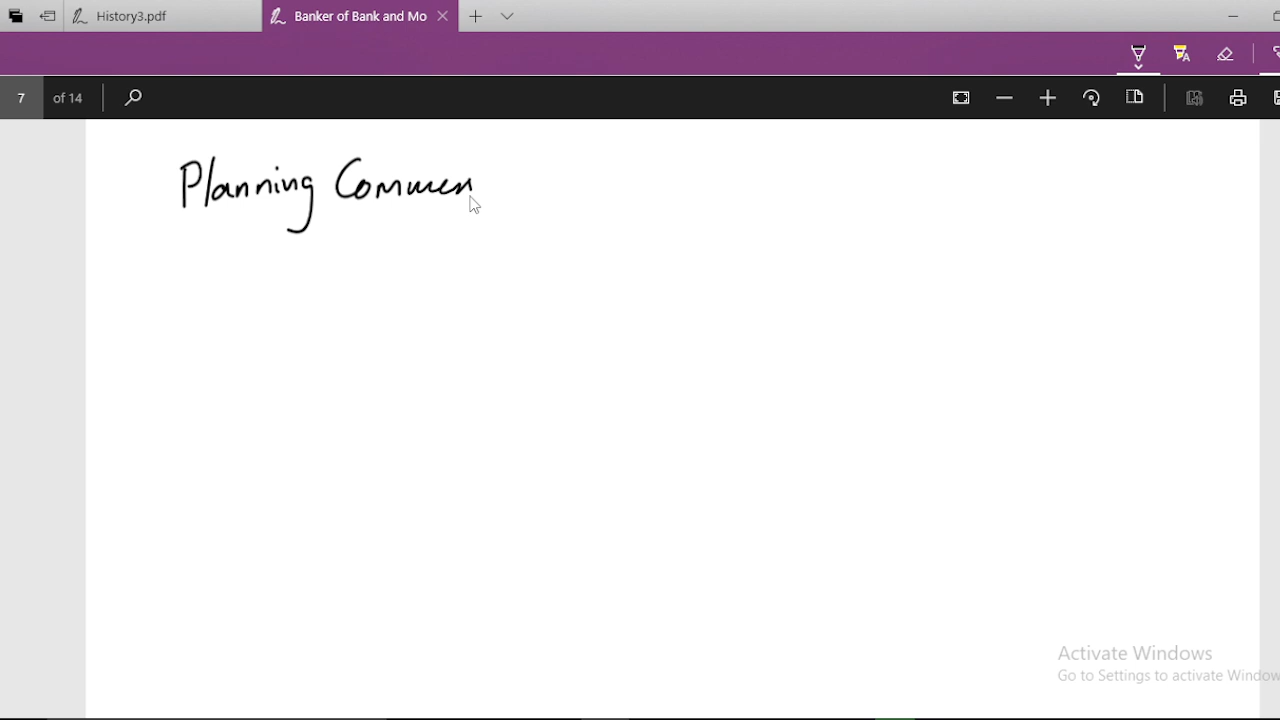 History3.pdf
Banker of Bank and Mo
7 of 14
Planning Commen
Activate Windows
Go to Settings to activate Window